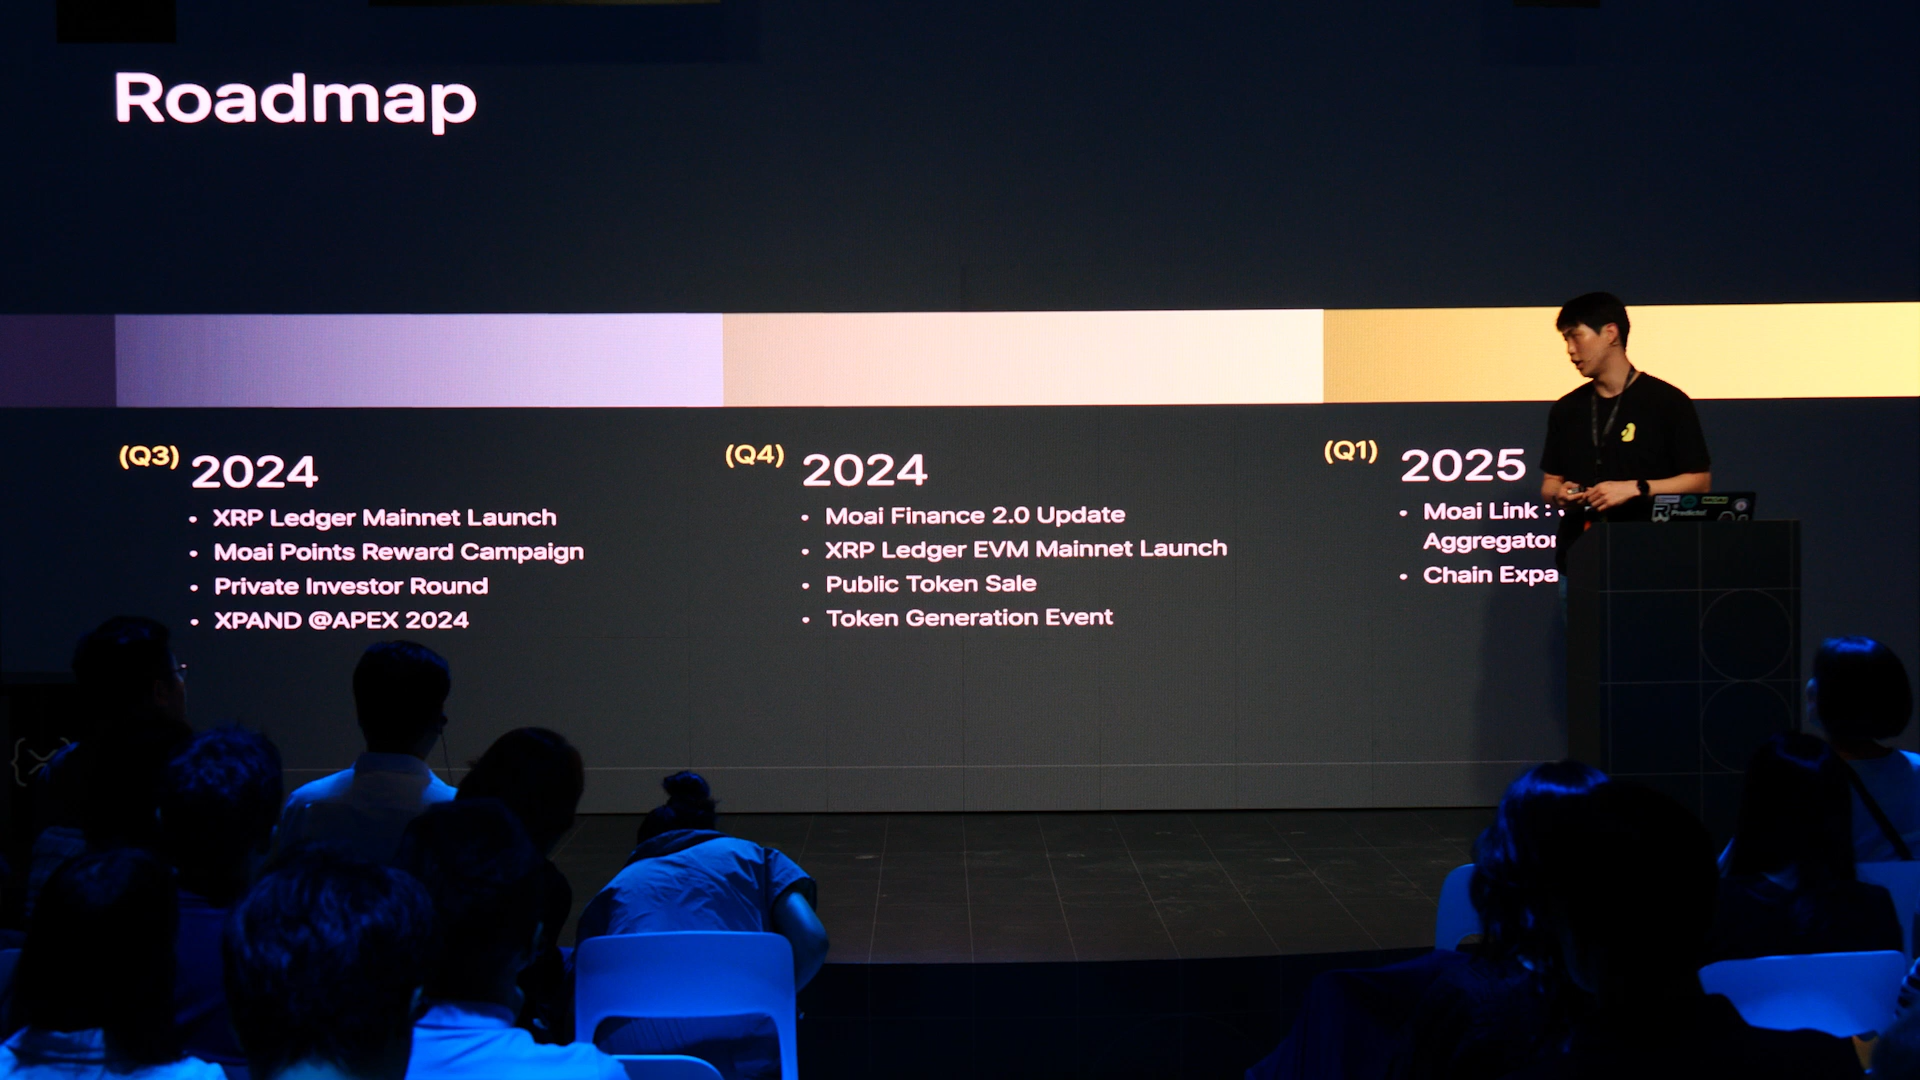 Roadmap
(Q3) 2024
• XRP Ledger Mainnet Launch
• Moai Points Reward Campaign
• Private Investor Round
• XPAND @APEX 2024
(Q4) 2024
• Moai Finance 2.0 Update
• XRP Ledger EVM Mainnet Launch
• Public Token Sale
• Token Generation Event
(Q1) 2025
• Moai Link :
Aggregator
• Chain Expa
Predicto!